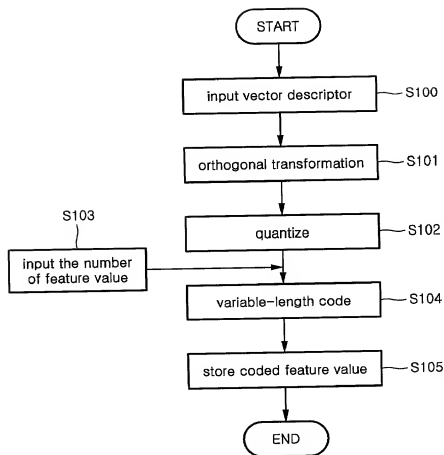 START
input vector descriptor
S100
orthogonal transformation
S101
S103
quantize
S102
input the number
of feature value
variable-length code
S104
store coded feature value
S105
END